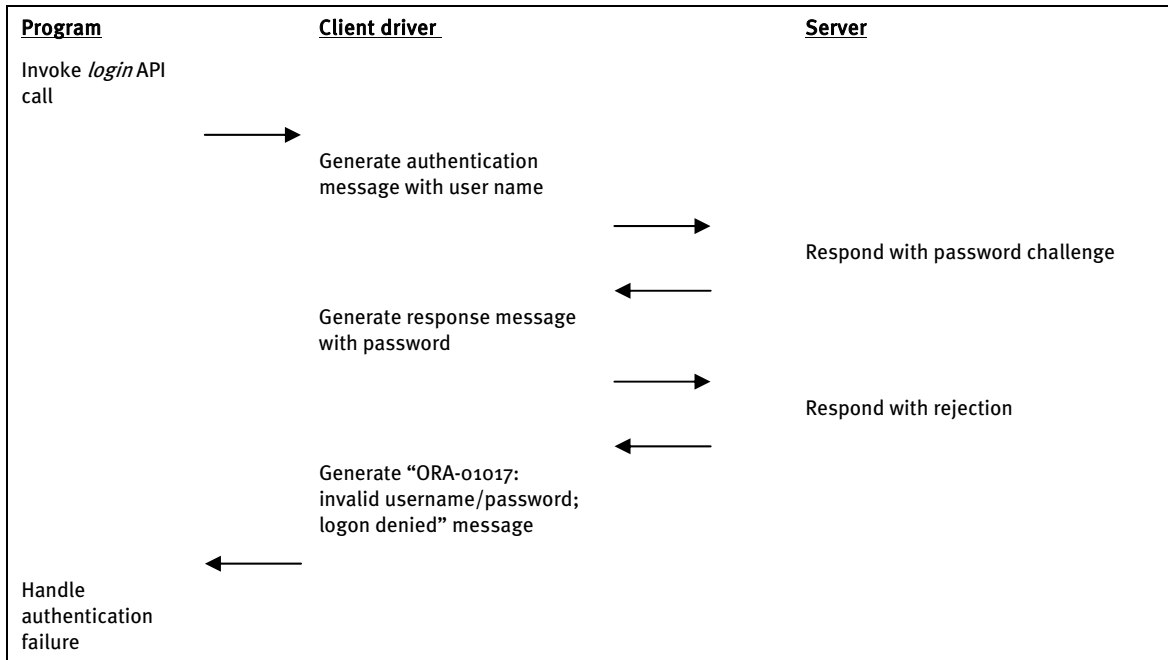 Program Client driver Server
Invoke login API
call
Generate authentication
message with user name
Respond with password challenge
Generate response message
with password
Respond with rejection
Generate “ORA-01017:
invalid username/password;
logon denied” message
Handle
authentication
failure